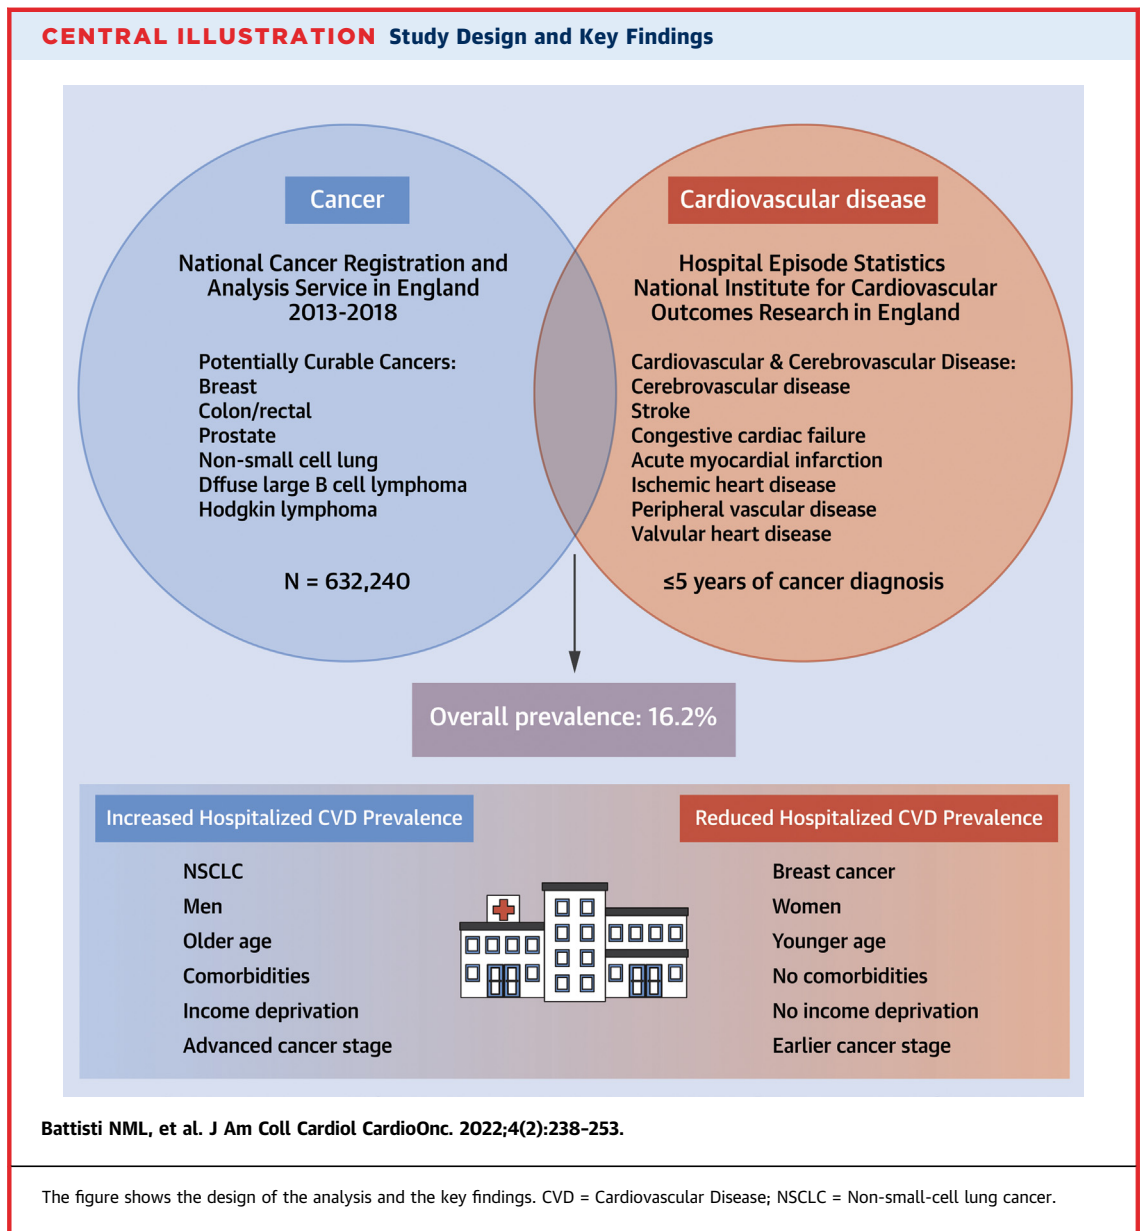 CENTRAL ILLUSTRATION Study Design and Key Findings
Cancer
National Cancer Registration and
Analysis Service in England
2013-2018
Potentially Curable Cancers:
Breast
Colon/rectal
Prostate
Non-small cell lung
Dffuse large B cell lymphoma
Hodgkin lymphoma
N = 632,240
Cardiovascular disease
Hospital Episode Statistics
National Institute for Cardiovascular
Outcomes Research in England
Cardiovascular & Cerebrovascular Disease:
Cerebrovascular disease
Stroke
Congestive cardiac failure
Acute myocardial infarction
Ischemic heart disease
Peripheral vascular disease
Valvular heart disease
≤5 years of cancer diagnosis
Overall prevalence: 16.2%
Increased Hospitalized CVD Prevalence
NSCLC
Men
Older age
Comorbidities
Income deprivation
Advanced cancer stage
Reduced Hospitalized CVD Prevalence
Breast cancer
Women
Younger age
No comorbidities
No income deprivation
Earlier cancer stage
Battisti NML, et al. J Am Coll Cardiol CardioOnc. 2022;4(2):238–253.
The figure shows the design of the analysis and the key findings. CVD = Cardiovascular Disease; NSCLC = Non-small-cell lung cancer.